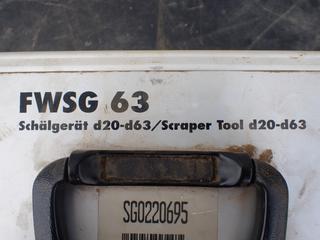 FWSG 63
Schälgerät d20-d63/Scraper Tool d20-d63
SG0220695